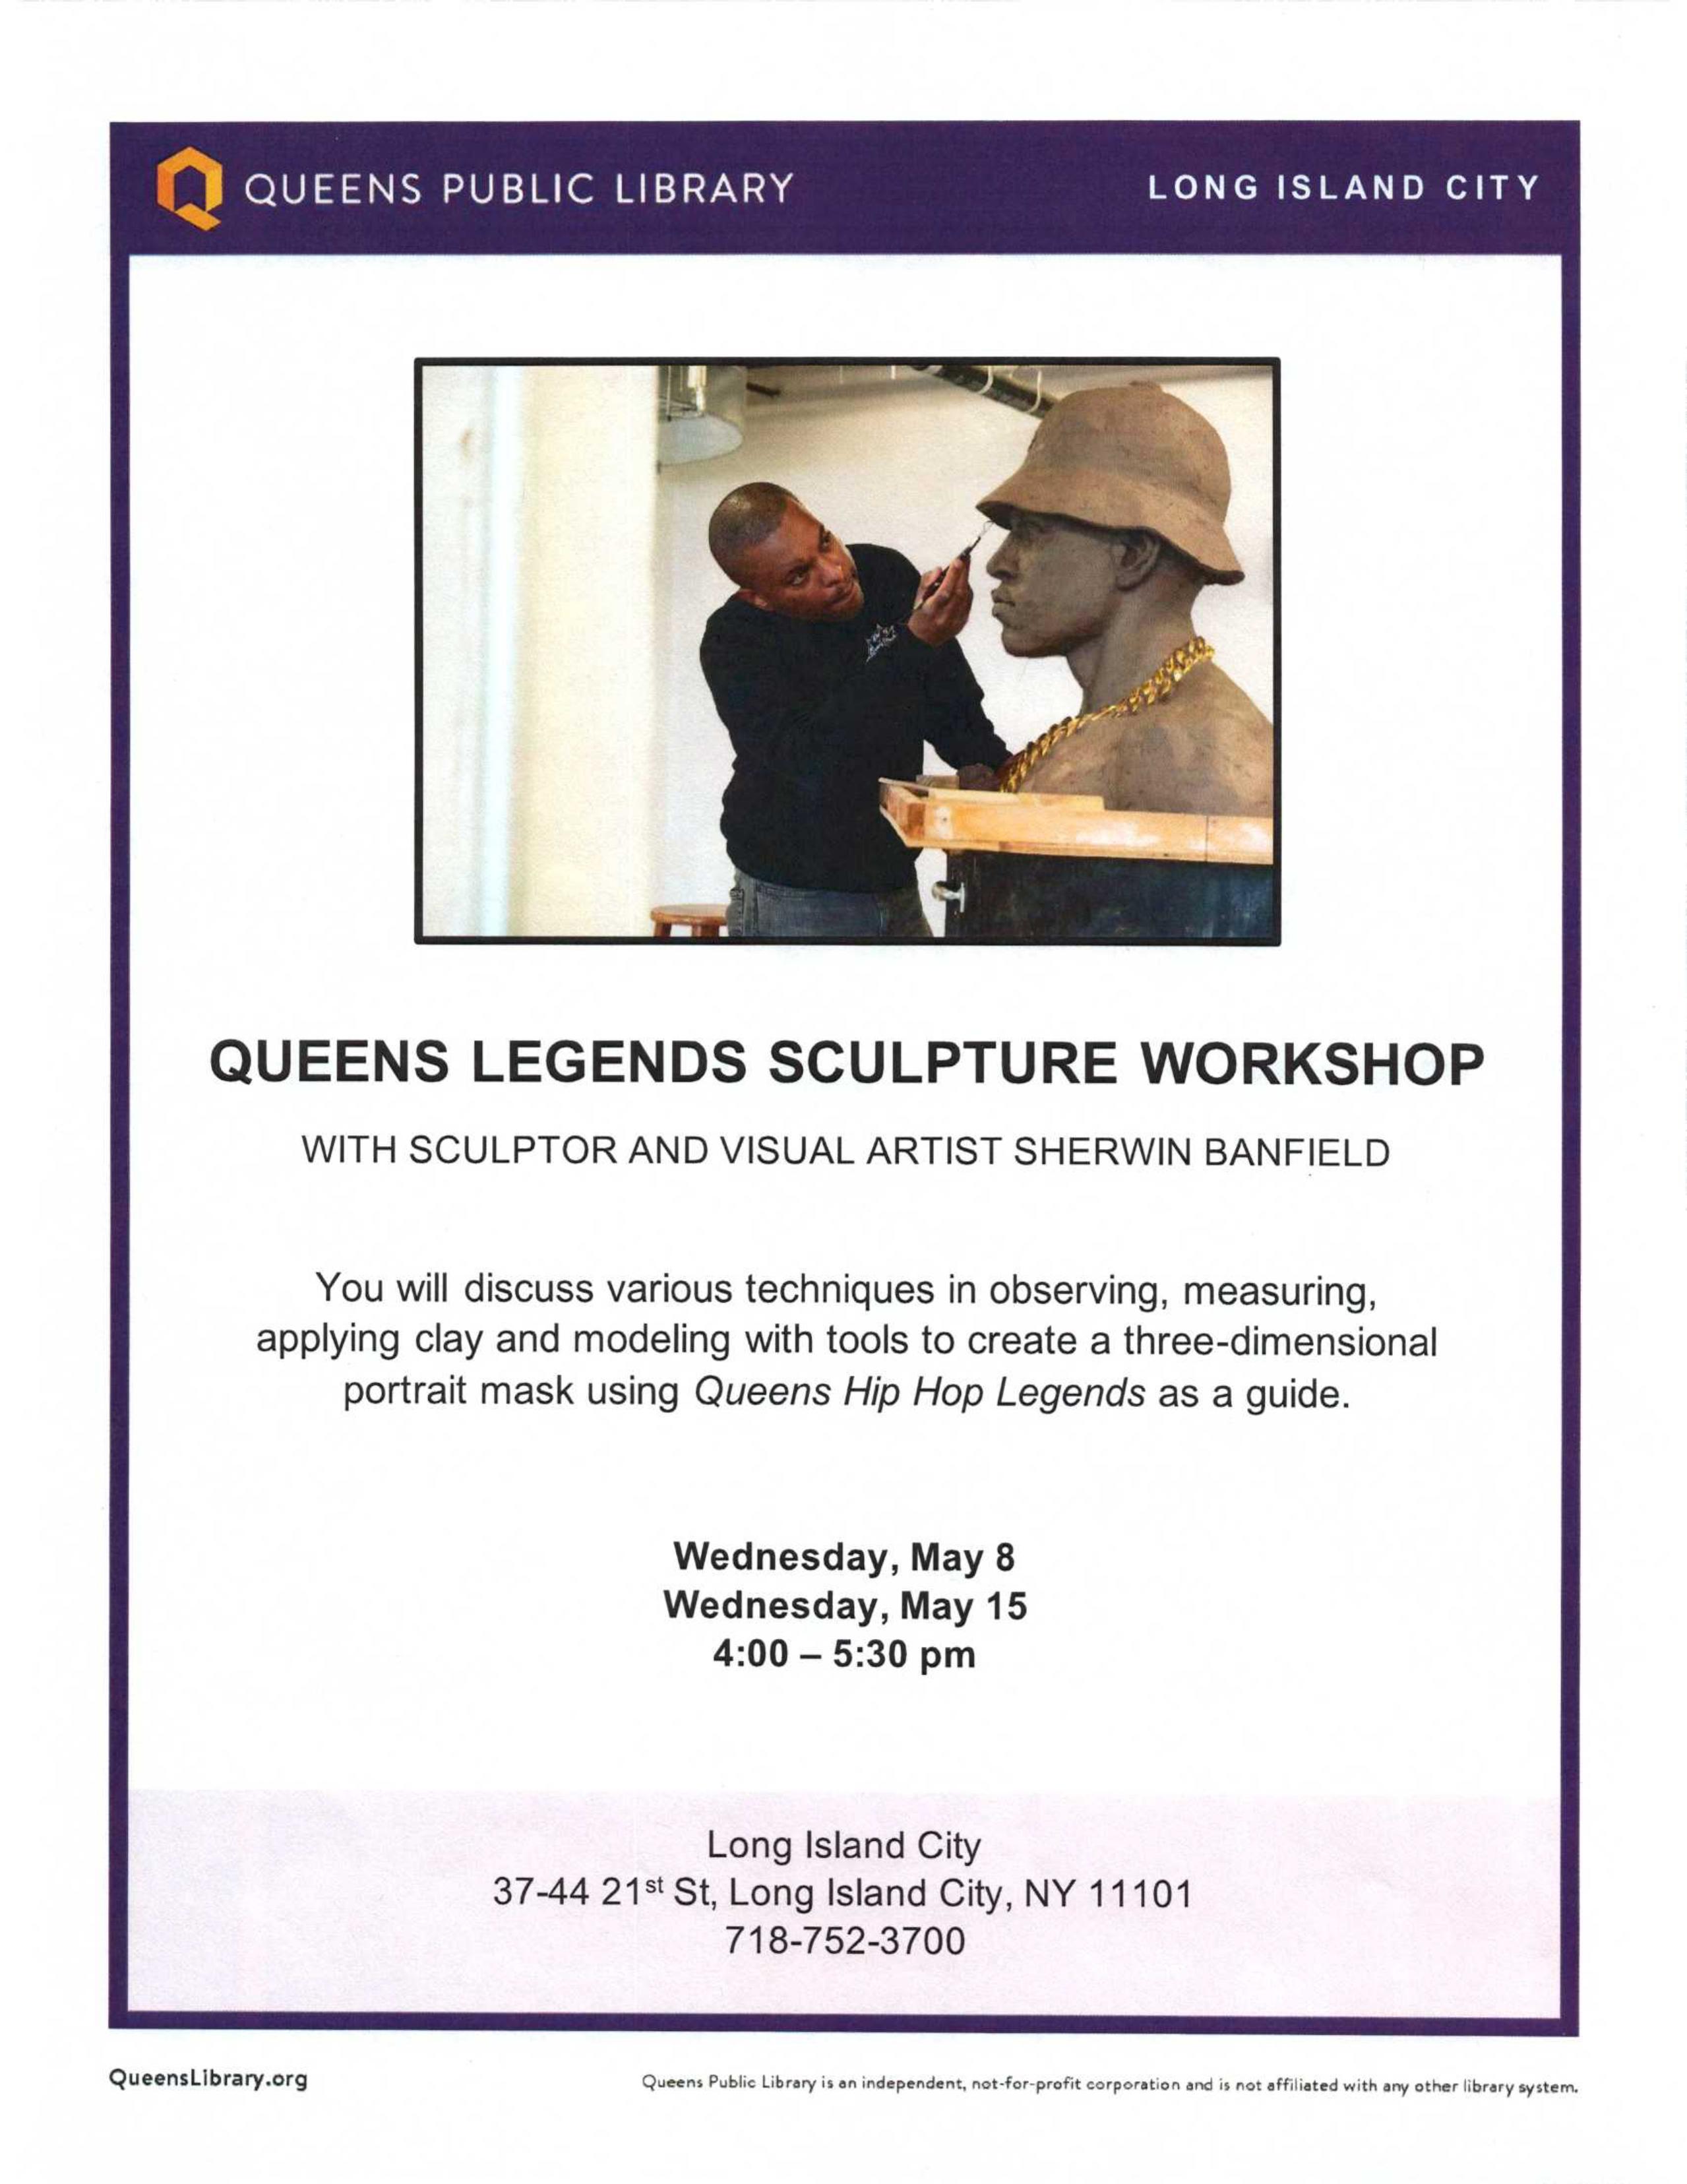 QUEENS PUBLIC LIBRARY
LONG ISLAND CITY
QUEENS LEGENDS SCULPTURE WORKSHOP
WITH SCULPTOR AND VISUAL ARTIST SHERWIN BANFIELD
You will discuss various techniques in observing, measuring,
applying clay and modeling with tools to create a three-dimensional
portrait mask using Queens Hip Hop Legends as a guide.
Wednesday, May 8
Wednesday, May 15
4:00 – 5:30 pm
Long Island City
37-44 21st St, Long Island City, NY 11101
718-752-3700
QueensLibrary.org
Queens Public Library is an independent, not-for-profit corporation and is not affiliated with any other library system.